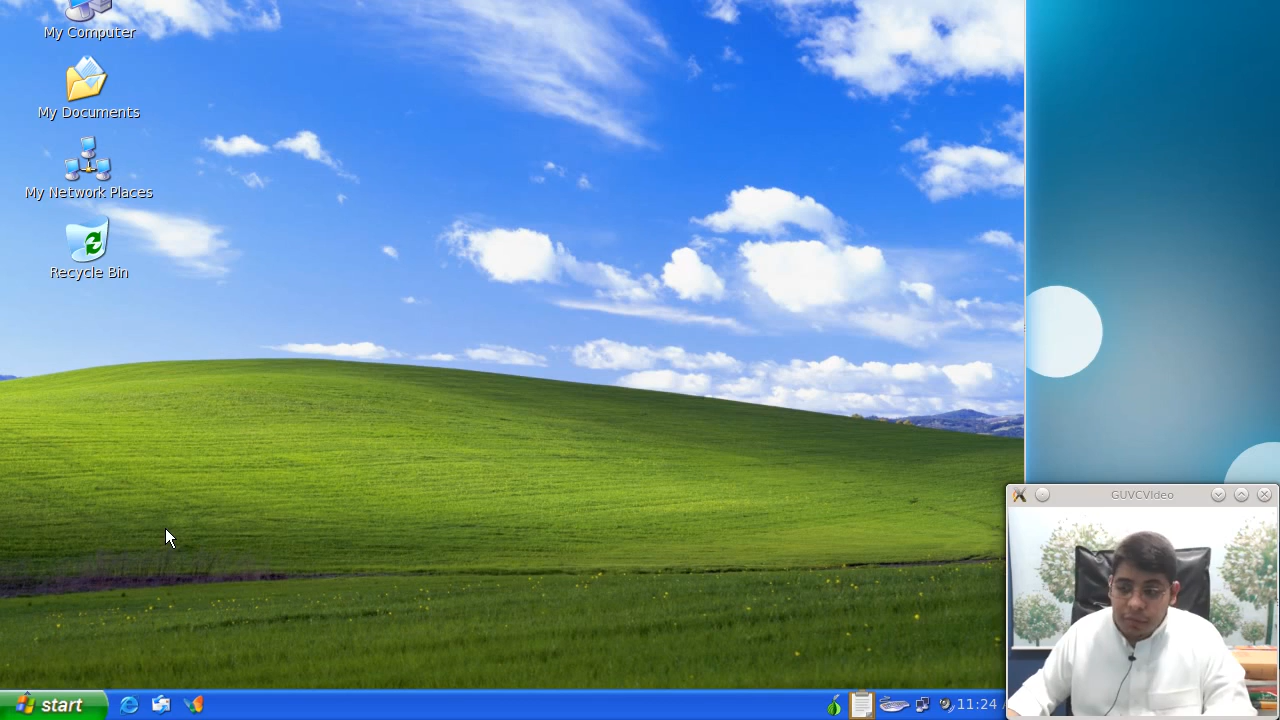 My Computer
My Documents
My Network Places
Recycle Bin
GUVCVIdeo
start
11:24